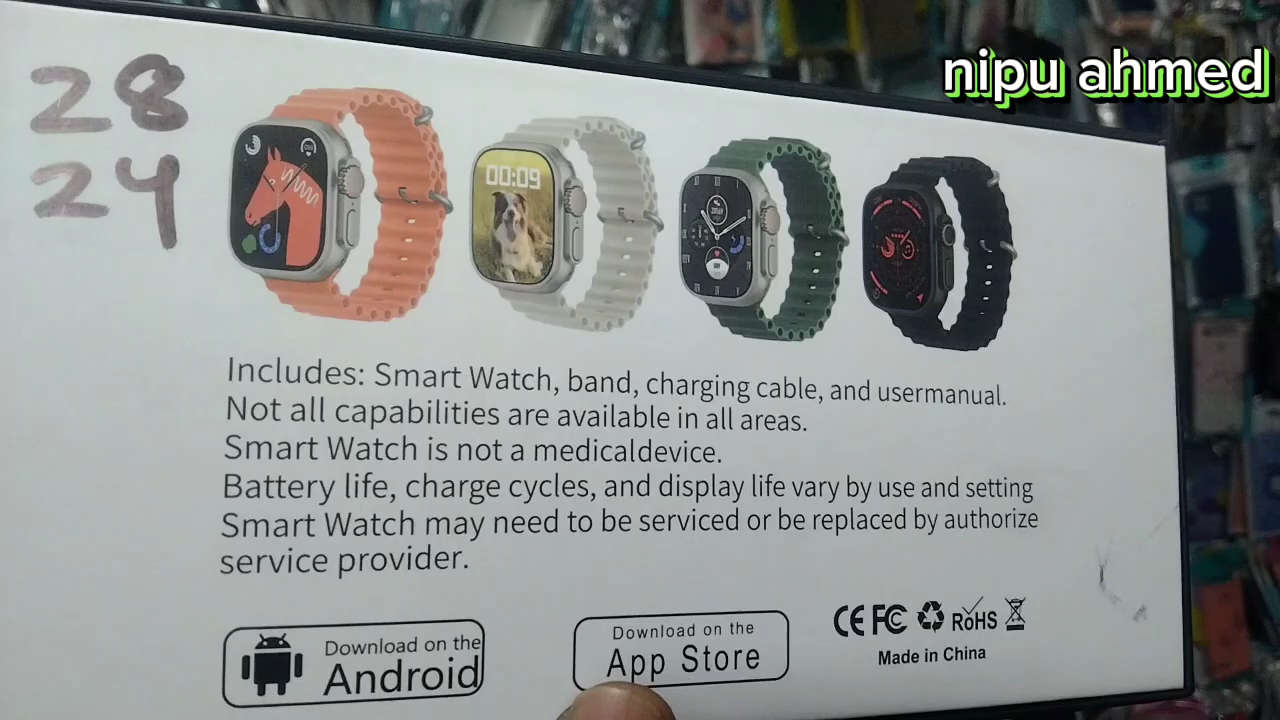 nipu ahmed
28
24
00:09
Includes: Smart Watch, band, charging cable, and usermanual.
Not all capabilities are available in all areas.
Smart Watch is not a medicaldevice.
Battery life, charge cycles, and display life vary by use and setting
Smart Watch may need to be serviced or be replaced by authorize
service provider.
Download on the
Android
Download on the
App Store
CE FC RoHS
Made in China